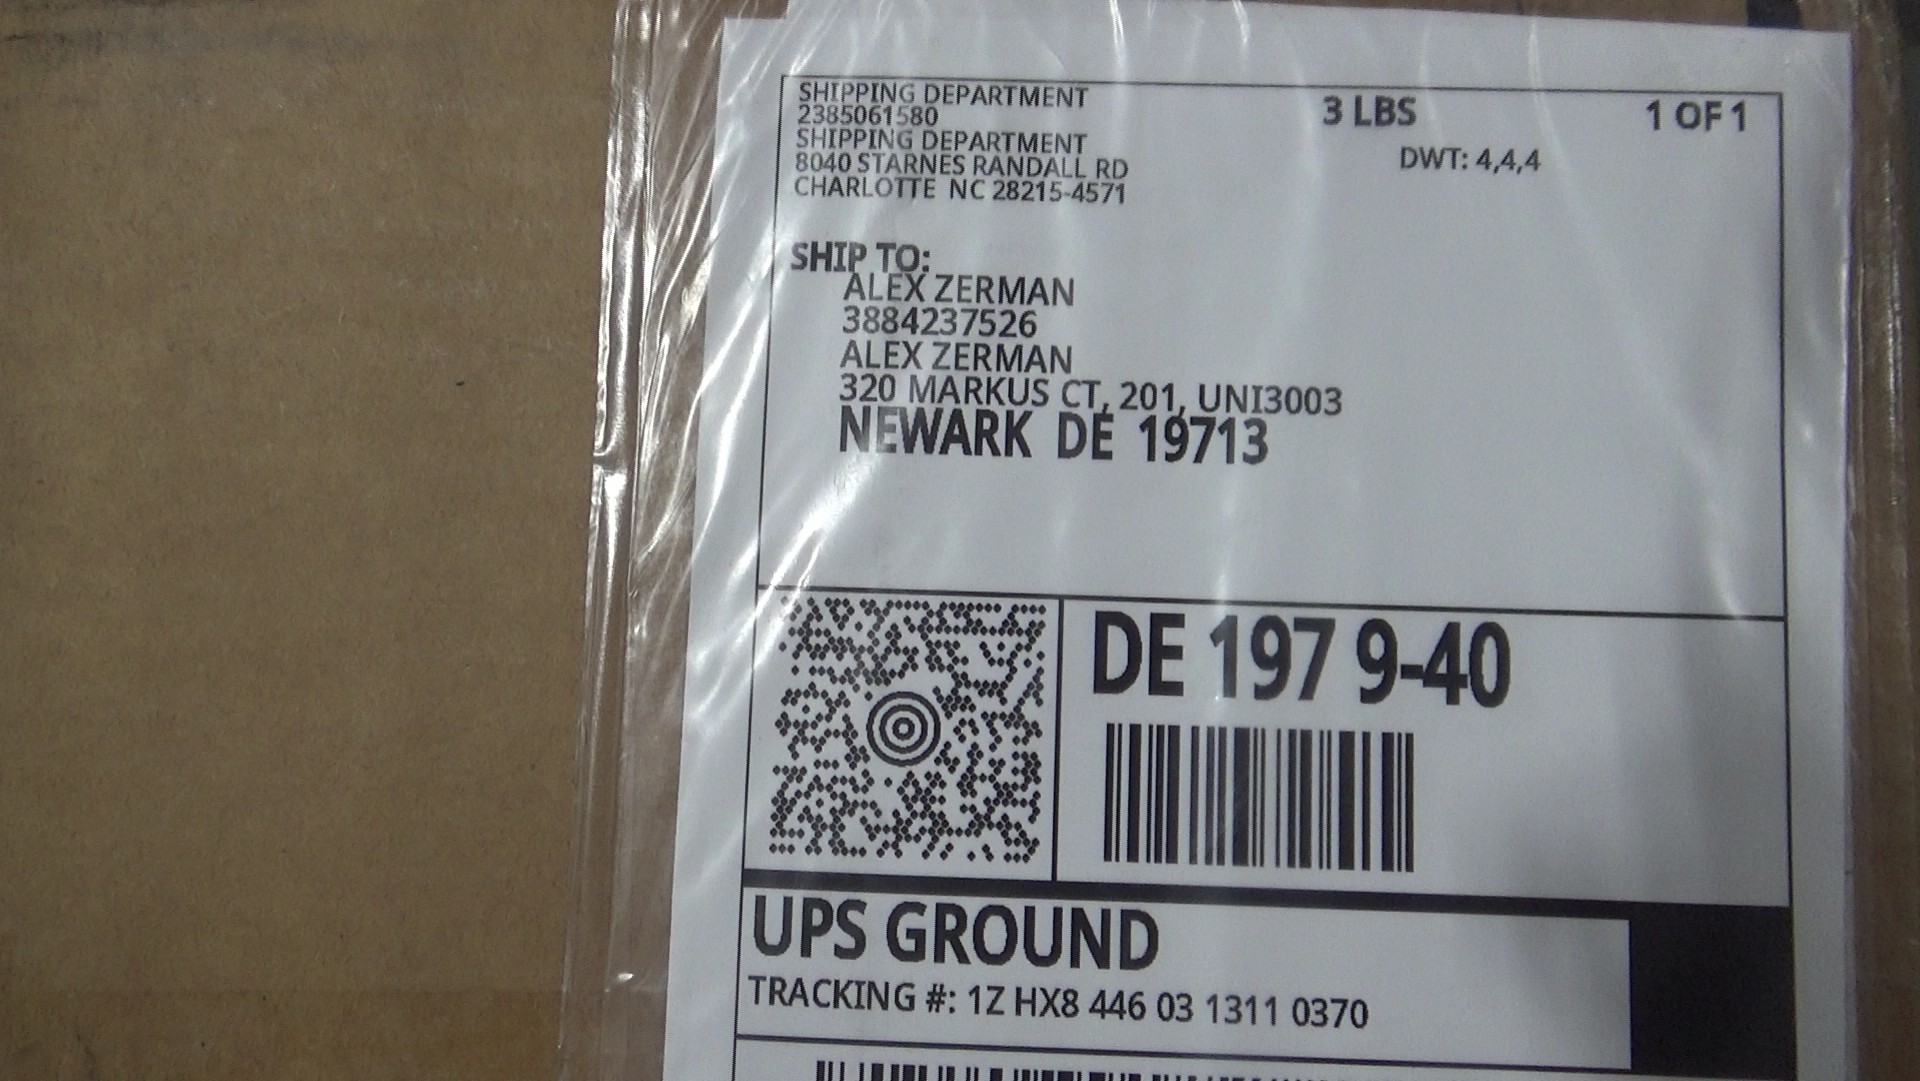 SHIPPING DEPARTMENT
2385061580
SHIPPING DEPARTMENT
8040 STARNES RANDALL RD
CHARLOTTE NC 28215-4571
3 LBS
1 OF 1
DWT: 4,4,4
SHIP TO:
ALEX ZERMAN
3884237526
ALEX ZERMAN
320 MARKUS CT, 201, UNI3003
NEWARK DE 19713
DE 197 9-40
UPS GROUND
TRACKING #: 1Z HX8 446 03 1311 0370